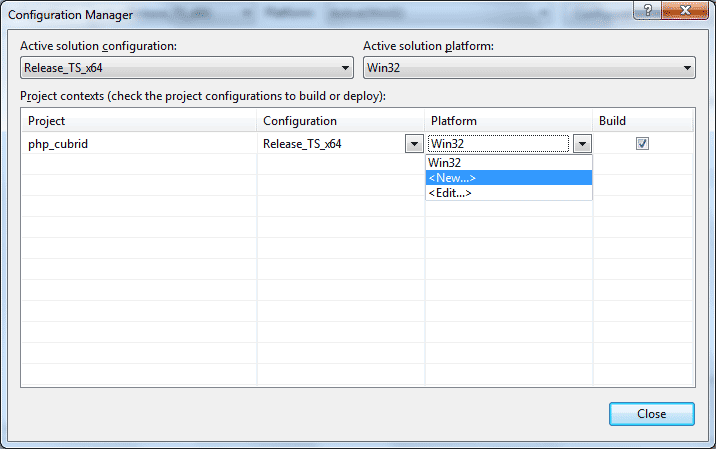 Configuration Manager
Active solution configuration:
Active solution platform:
Release_TS_x64
Win32
Project contexts (check the project configurations to build or deploy):
Project Configuration Platform Build
php_cubrid Release_TS_x64 Win32
Win32
<New...>
<Edit...>
Close